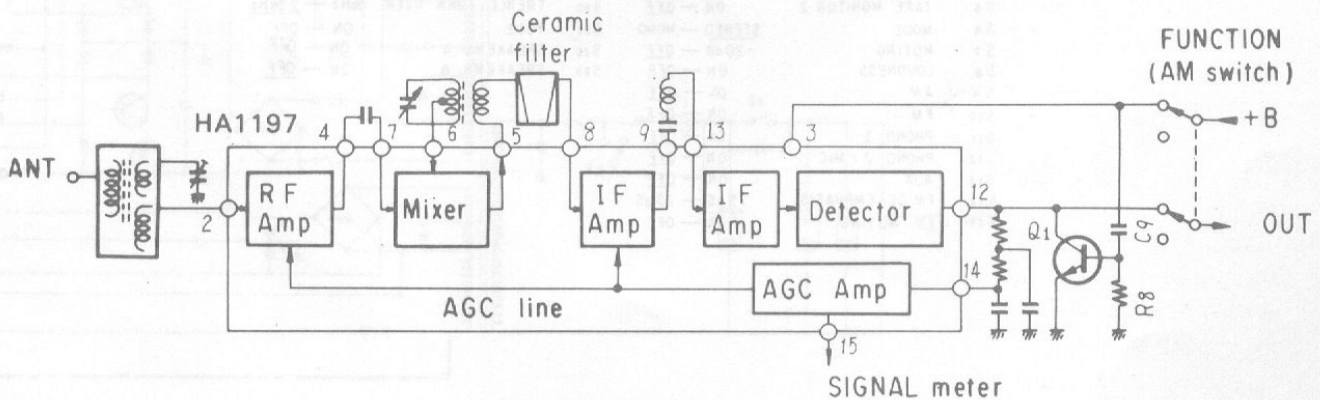 Ceramic
filter
FUNCTION
(AM switch)
HA1197
4
7
6
5
8
9
13
3
+B
ANT
2
RF
Amp
Mixer
IF
Amp
IF
Amp
Detector
12
OUT
Q1
C9
R8
14
AGC Amp
AGC line
15
SIGNAL meter